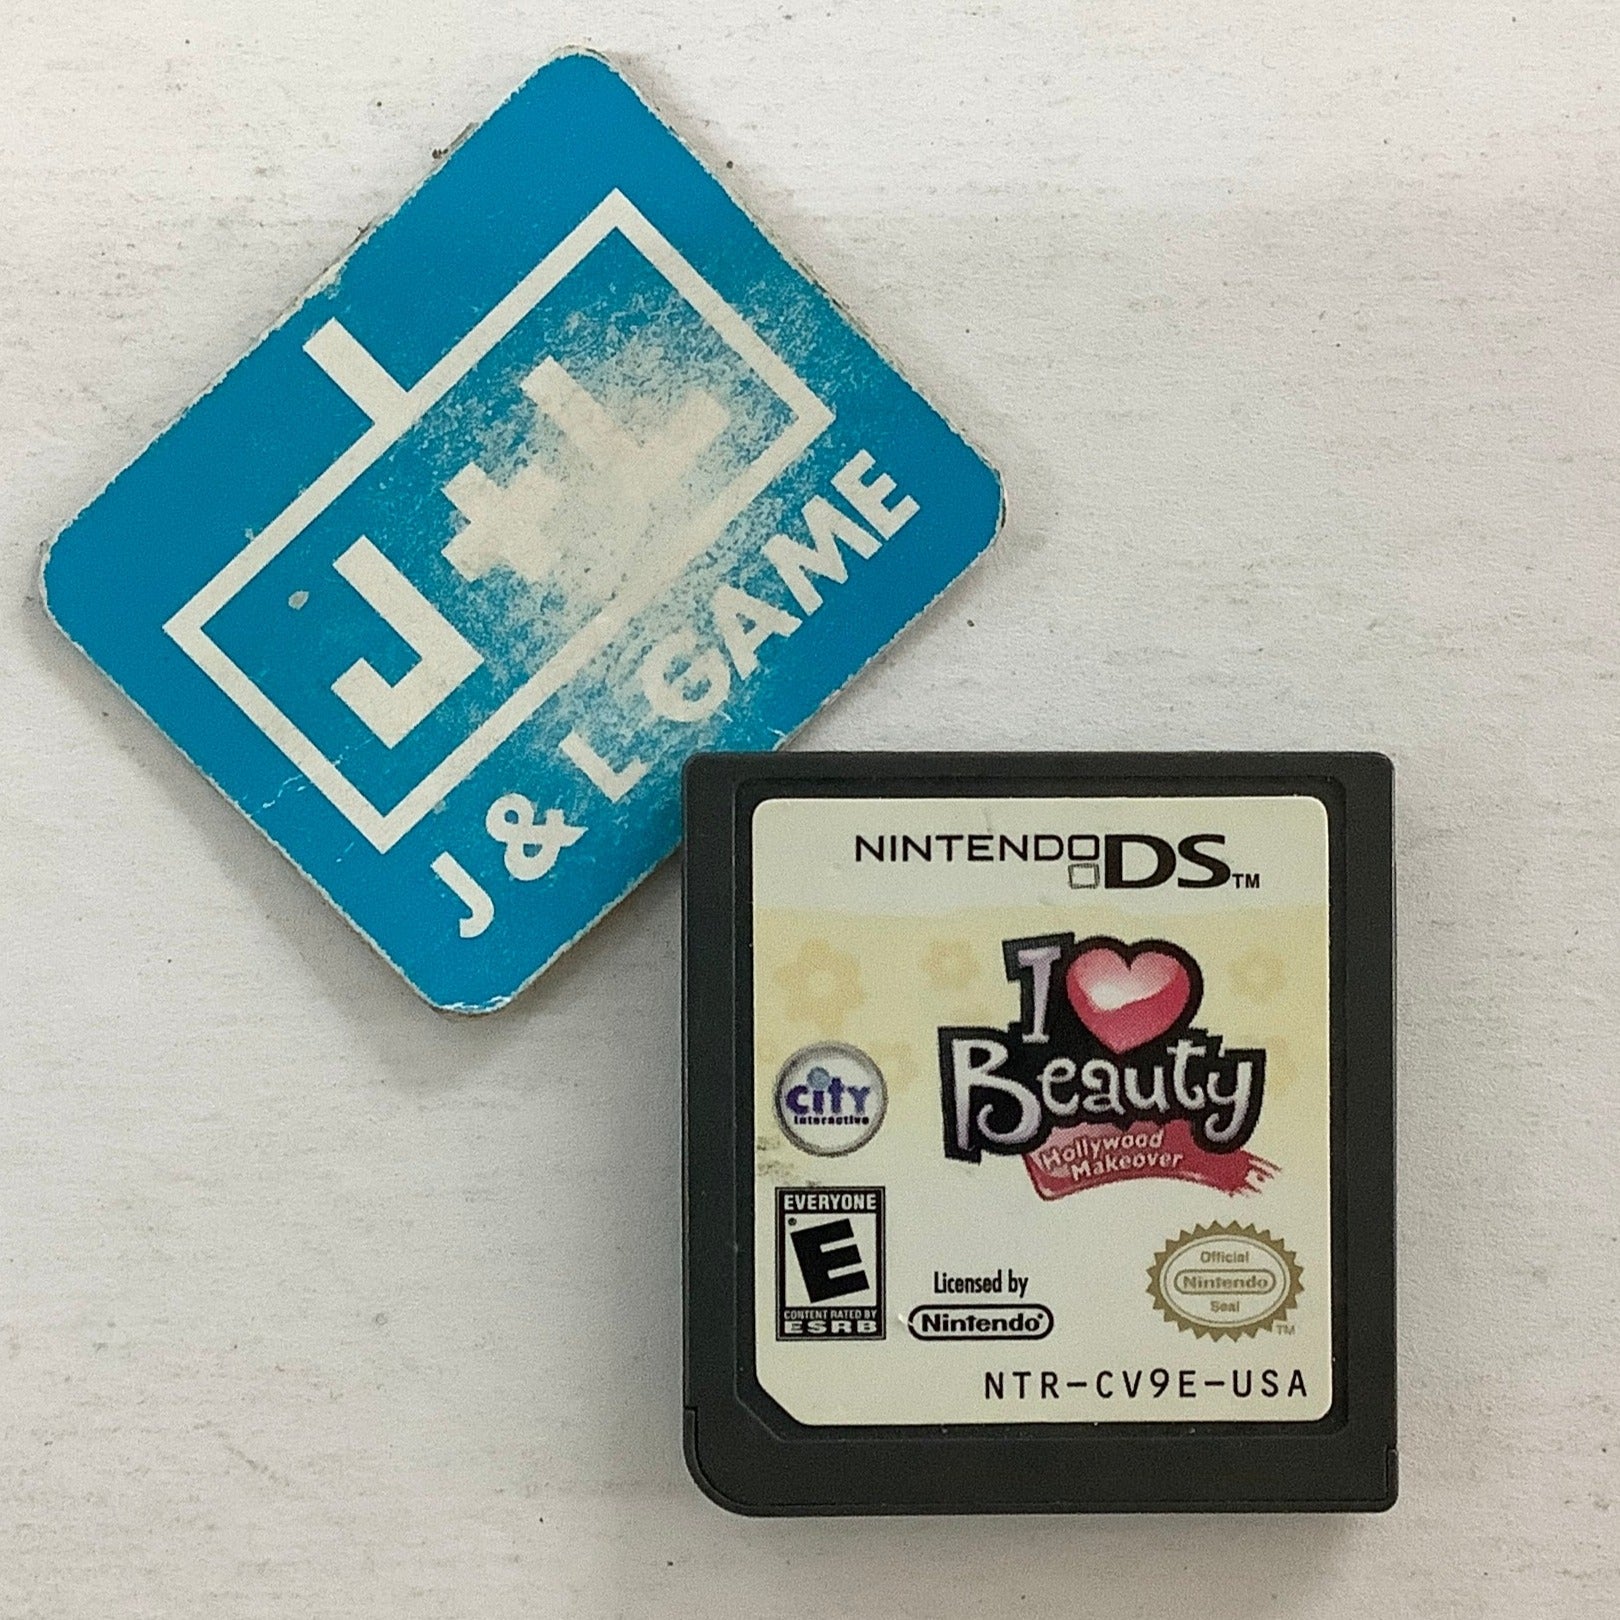 J+L
J & L GAME
NINTENDO DS™
I ♥
Beauty
Hollywood
Makeover
city
interactive
EVERYONE
E
CONTENT RATED BY
ESRB
Licensed by
Nintendo®
Official
Nintendo
Seal
TM
NTR-CV9E-USA